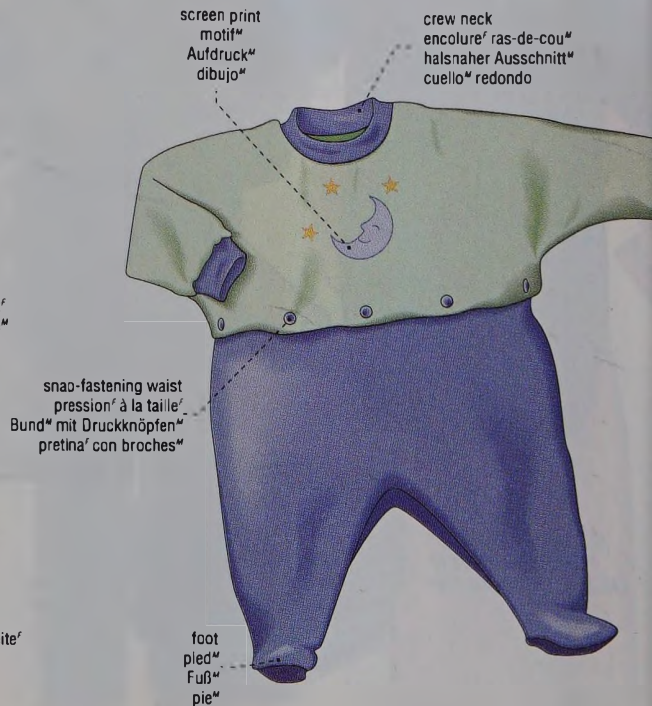 screen print
motifᴹ
Aufdruckᴹ
dibujoᴹ
crew neck
encolureᶠ ras-de-couᴹ
halsnaher Ausschnittᴹ
cuelloᴹ redondo
F
M
snap-fastening waist
pressionᶠ à la tailleᶠ
Bundᴹ mit Druckknöpfenᴹ
pretinaᶠ con brochesᴹ
iteᶠ
foot
piedᴹ
Fußᴹ
pieᴹ